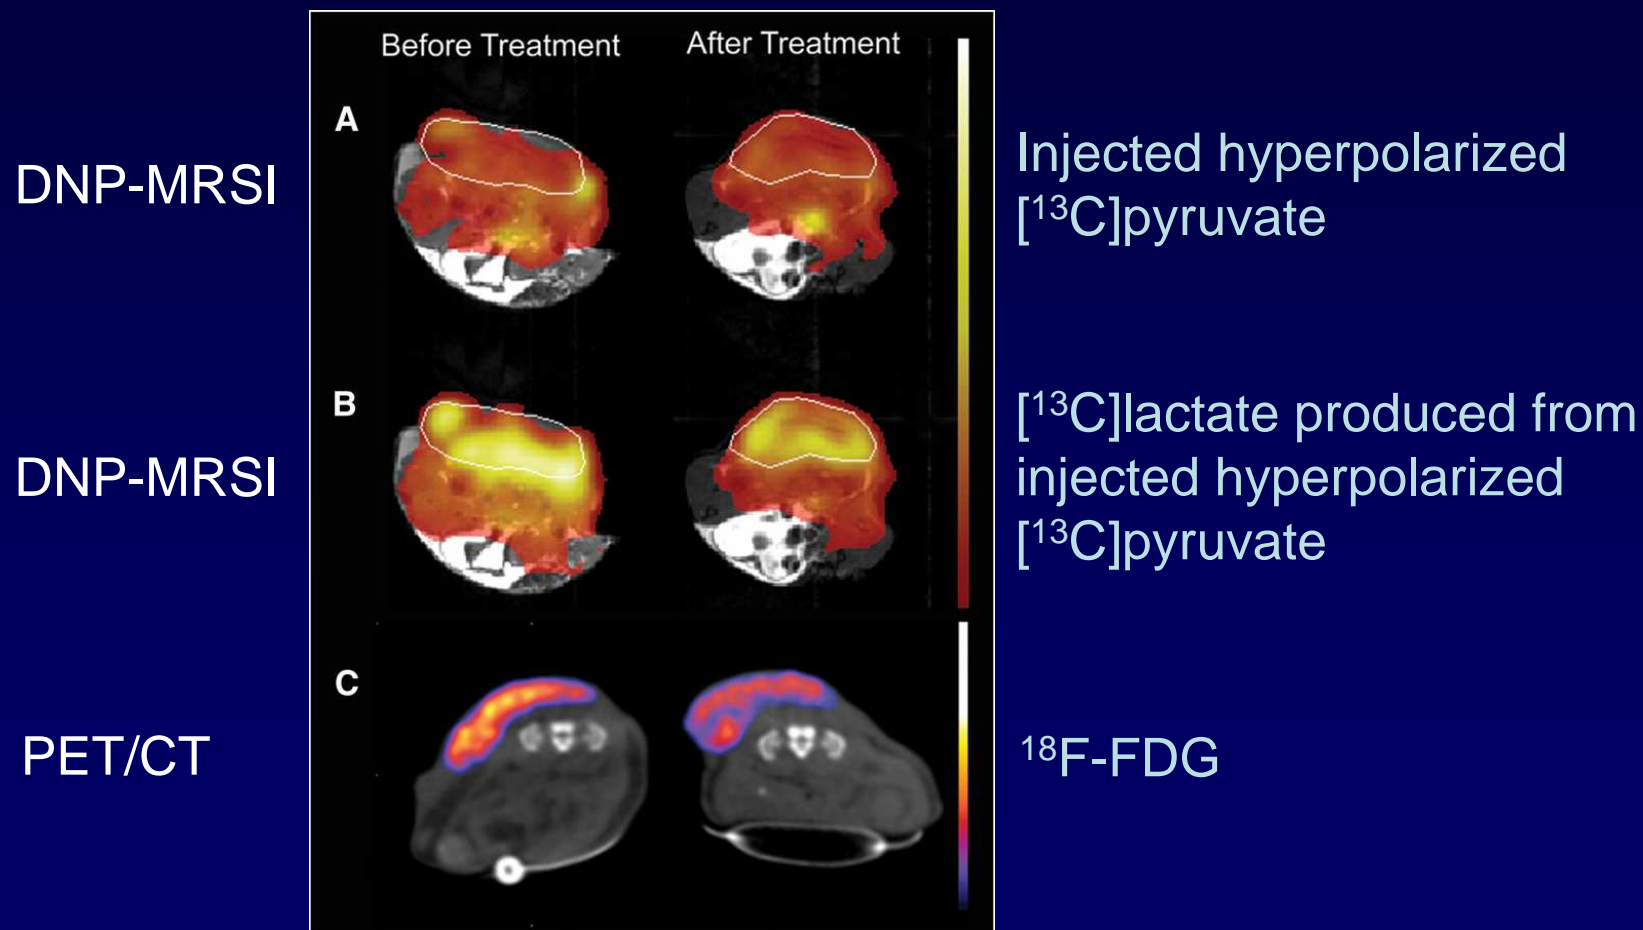 Before Treatment After Treatment
A
DNP-MRSI
Injected hyperpolarized
[¹³C]pyruvate
B
DNP-MRSI
[¹³C]lactate produced from
injected hyperpolarized
[¹³C]pyruvate
C
PET/CT
¹⁸F-FDG